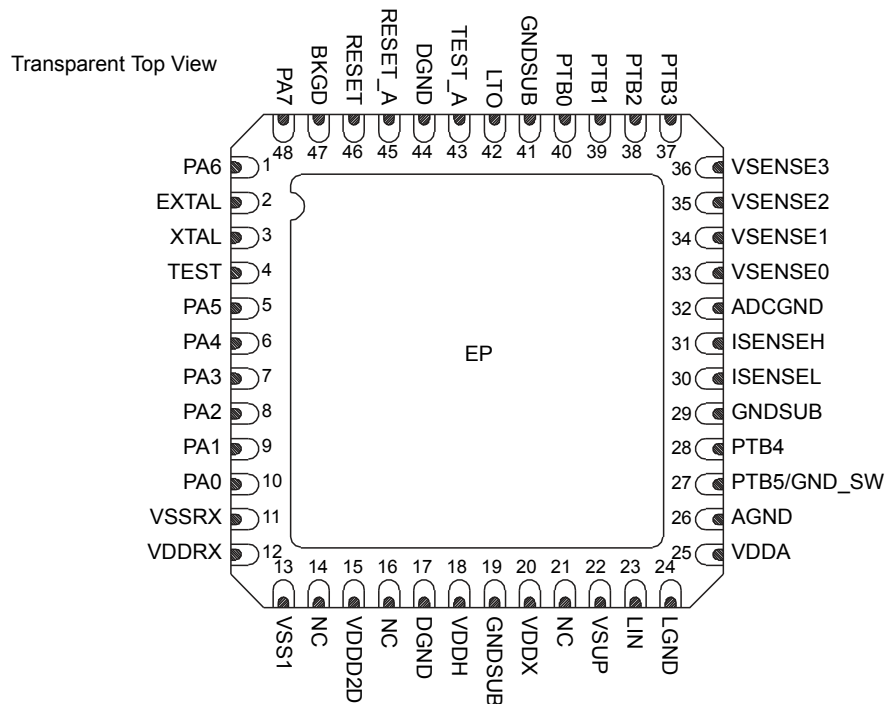 Transparent Top View
PA7
BKGD
RESET
RESET_A
DGND
TEST_A
LTO
GNDSUB
PTB0
PTB1
PTB2
PTB3
48
47
46
45
44
43
42
41
40
39
38
37
PA6 1
EXTAL 2
XTAL 3
TEST 4
PA5 5
PA4 6
PA3 7
PA2 8
PA1 9
PA0 10
VSSRX 11
VDDRX 12
36 VSENSE3
35 VSENSE2
34 VSENSE1
33 VSENSE0
32 ADCGND
31 ISENSEH
30 ISENSEL
29 GNDSUB
28 PTB4
27 PTB5/GND_SW
26 AGND
25 VDDA
EP
13
14
15
16
17
18
19
20
21
22
23
24
VSS1
NC
VDDD2D
NC
DGND
VDDH
GNDSUB
VDDX
NC
VSUP
LIN
LGND